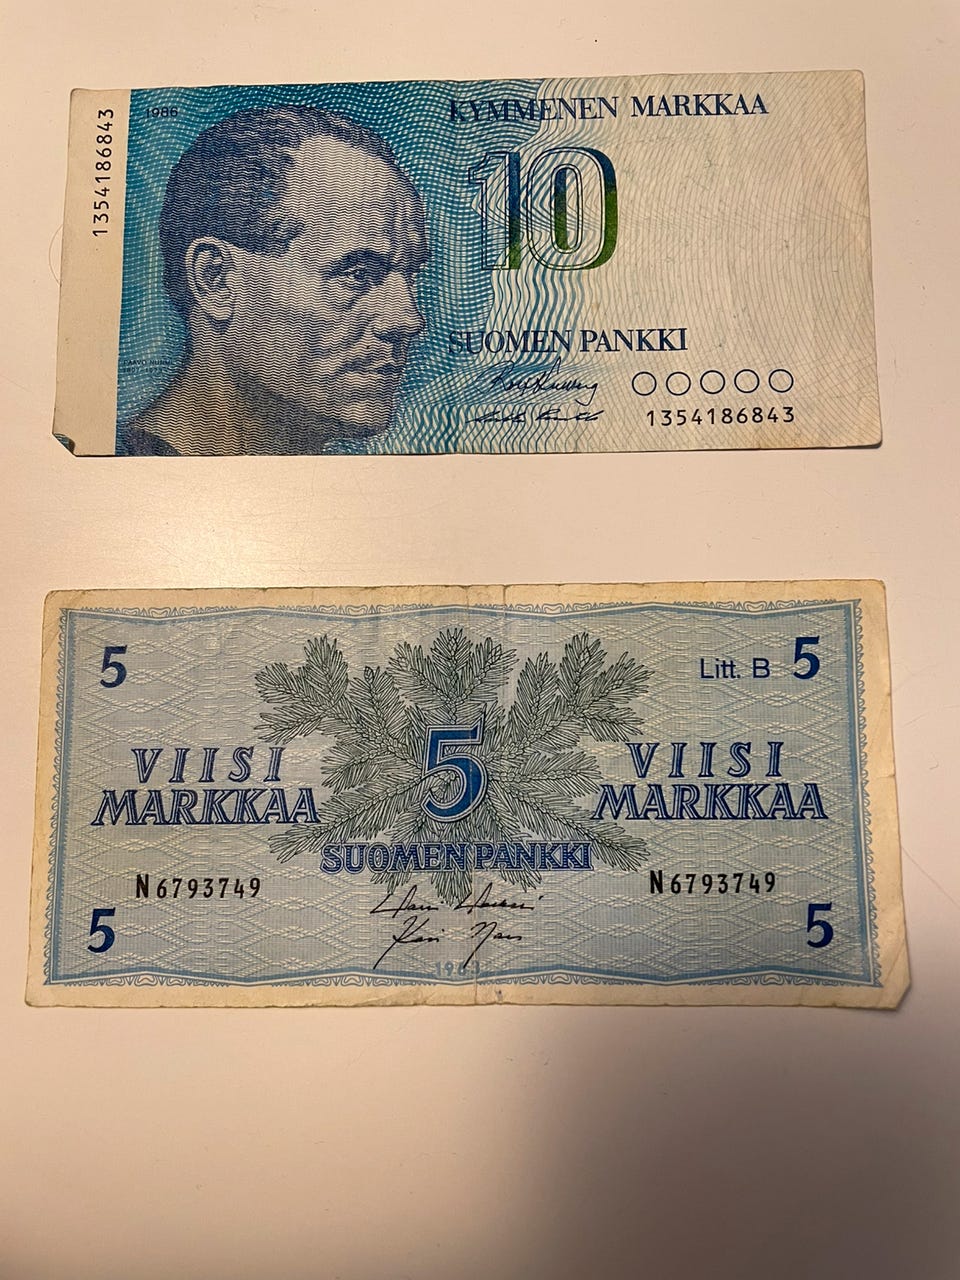 1354186843
1986
KYMMENEN MARKKAA
10
SUOMEN PANKKI
1354186843
5
Litt. B 5
5
VIISI
MARKKAA
VIISI
MARKKAA
SUOMEN PANKKI
N6793749
N6793749
5
5
1963